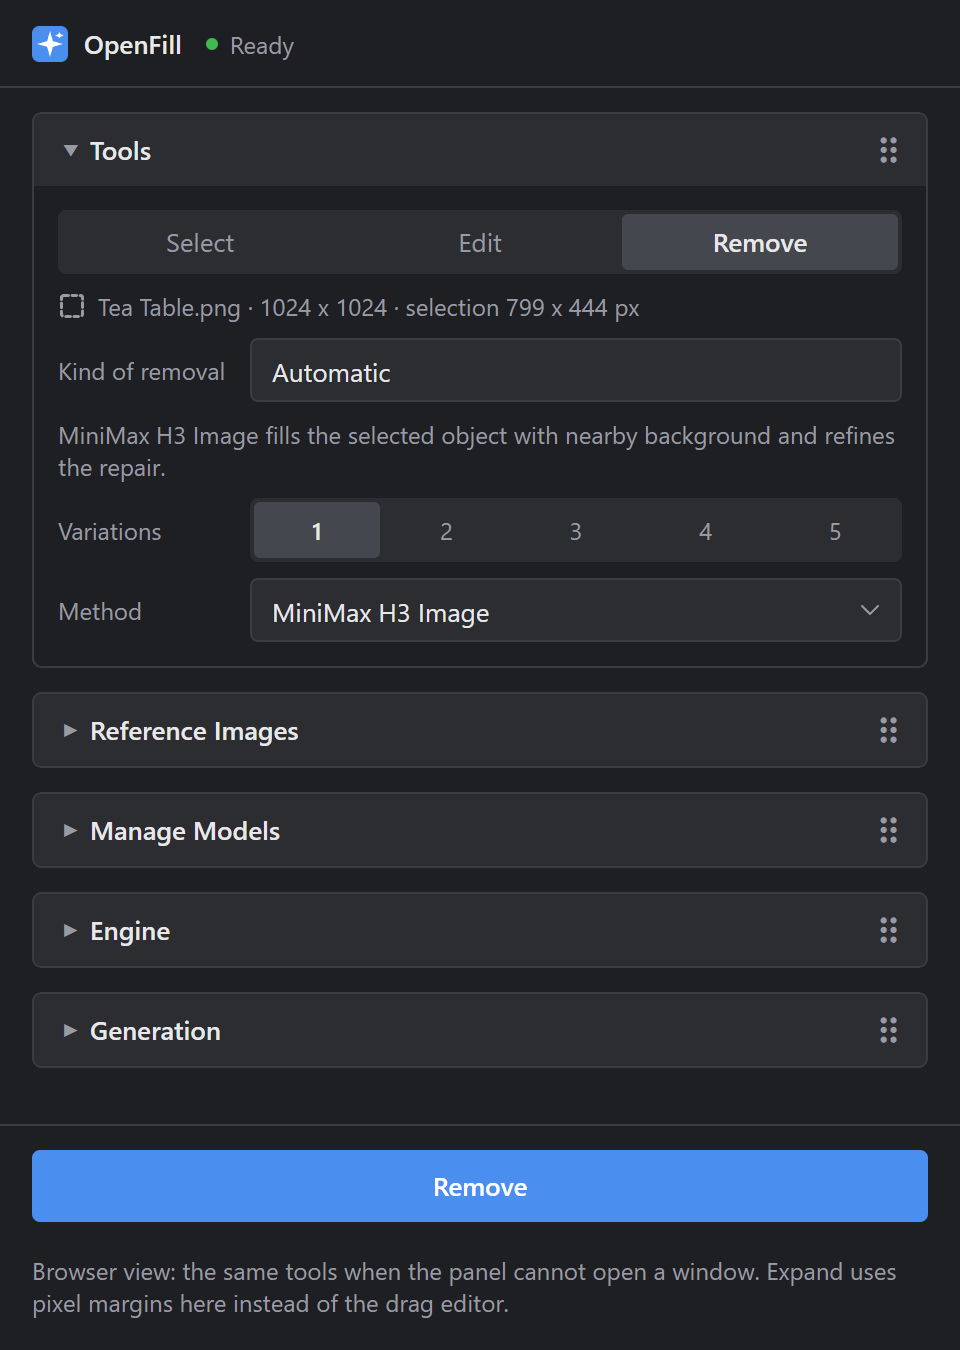 OpenFill
Ready
Tools
Select
Edit
Remove
Tea Table.png · 1024 x 1024 · selection 799 x 444 px
Kind of removal
Automatic
MiniMax H3 Image fills the selected object with nearby background and refines
the repair.
Variations
1
2
3
4
5
Method
MiniMax H3 Image
Reference Images
Manage Models
Engine
Generation
Remove
Browser view: the same tools when the panel cannot open a window. Expand uses
pixel margins here instead of the drag editor.